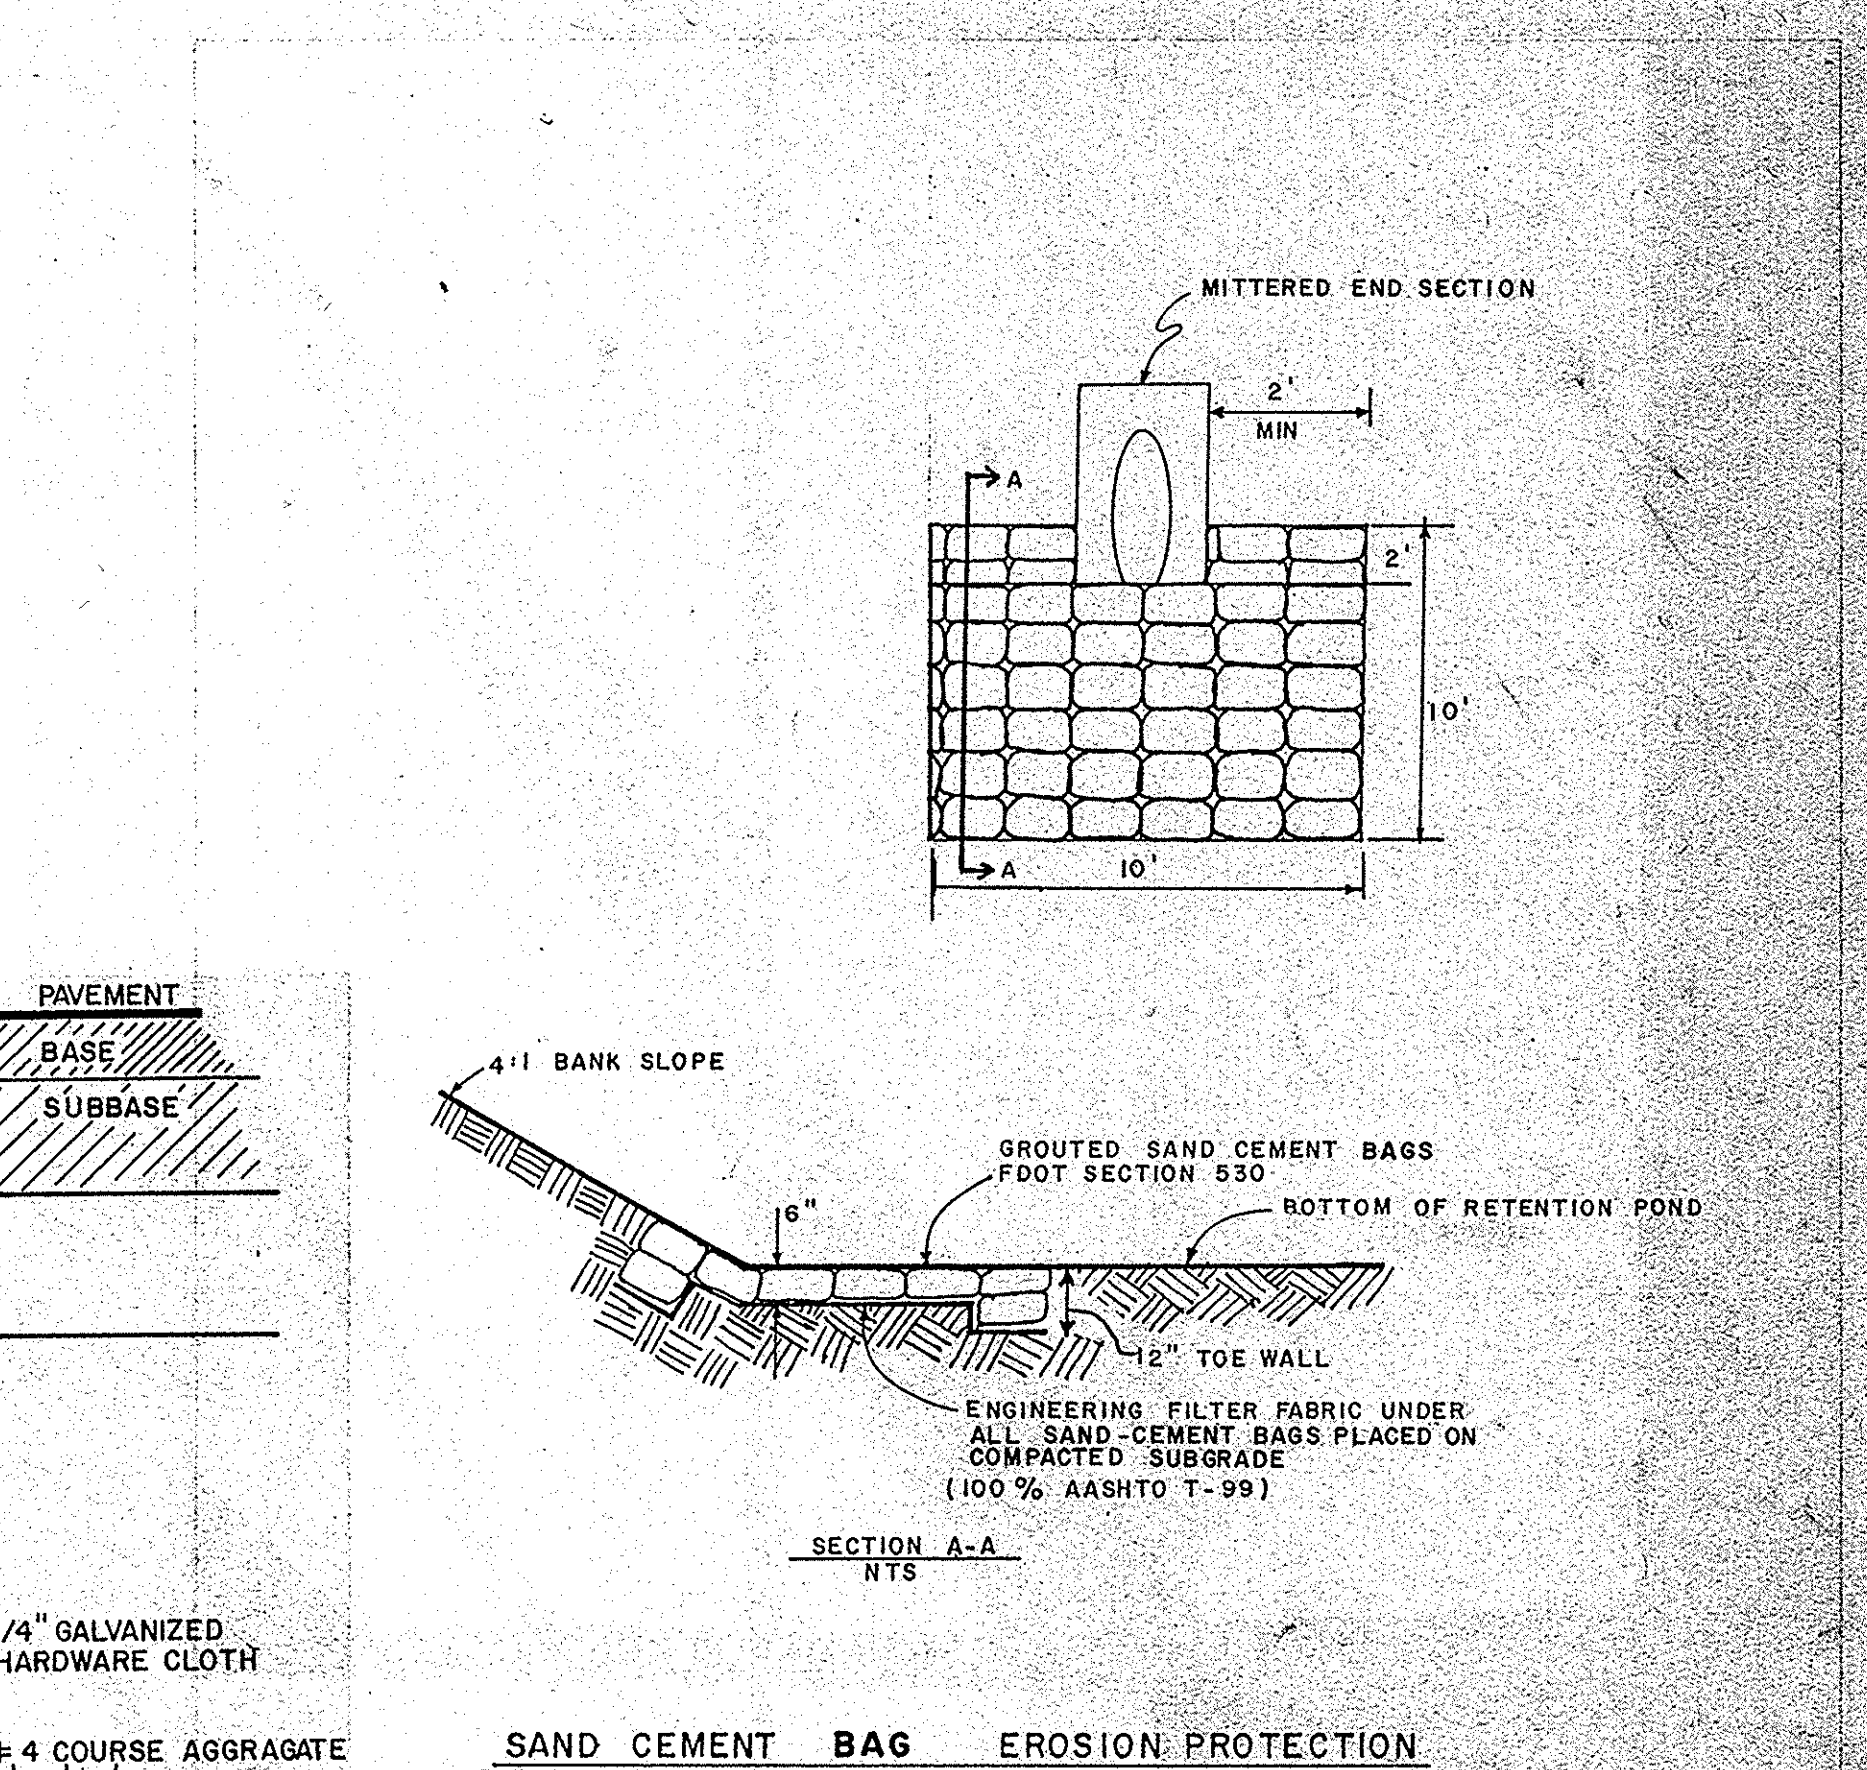 MITTERED END SECTION
2'
MIN
A
2'
10'
A
10'
PAVEMENT
BASE
SUBBASE
4:1 BANK SLOPE
GROUTED SAND CEMENT BAGS
FDOT SECTION 530
BOTTOM OF RETENTION POND
6"
12" TOE WALL
ENGINEERING FILTER FABRIC UNDER
ALL SAND-CEMENT BAGS PLACED ON
COMPACTED SUBGRADE
(100% AASHTO T-99)
SECTION A-A
NTS
/4" GALVANIZED
HARDWARE CLOTH
4 COURSE AGGRAGATE
SAND CEMENT BAG EROSION PROTECTION